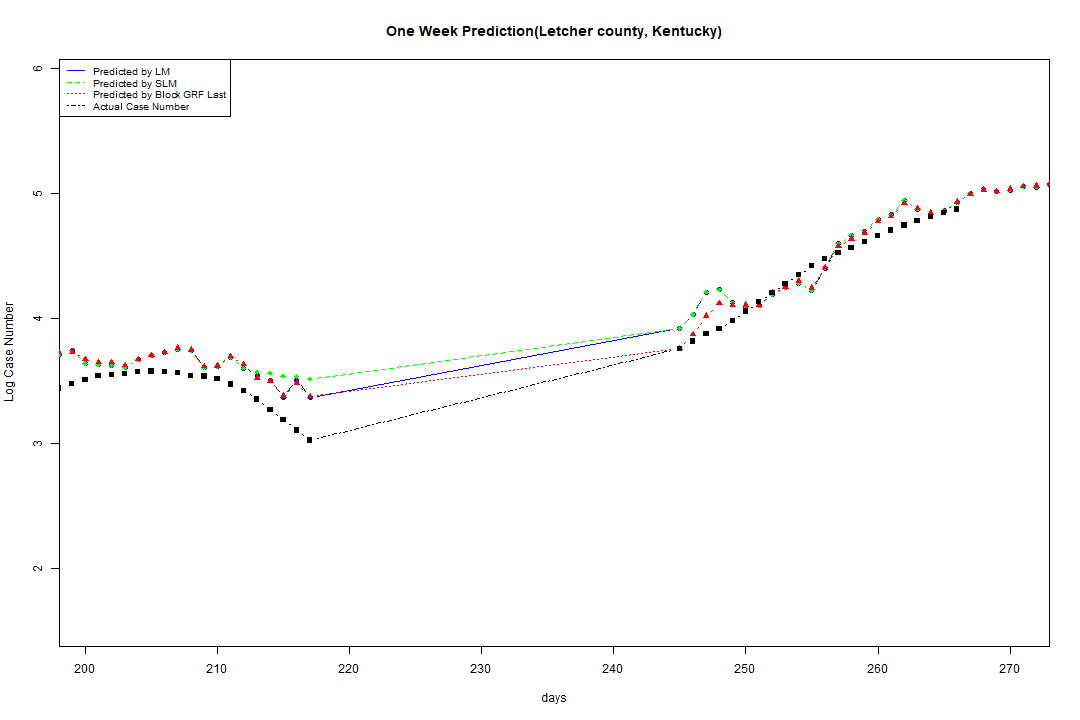 One Week Prediction(Letcher county, Kentucky)
Predicted by LM
Predicted by SLM
Predicted by Block GRF Last
Actual Case Number
Log Case Number
6
5
4
3
2
200 210 220 230 240 250 260 270
days